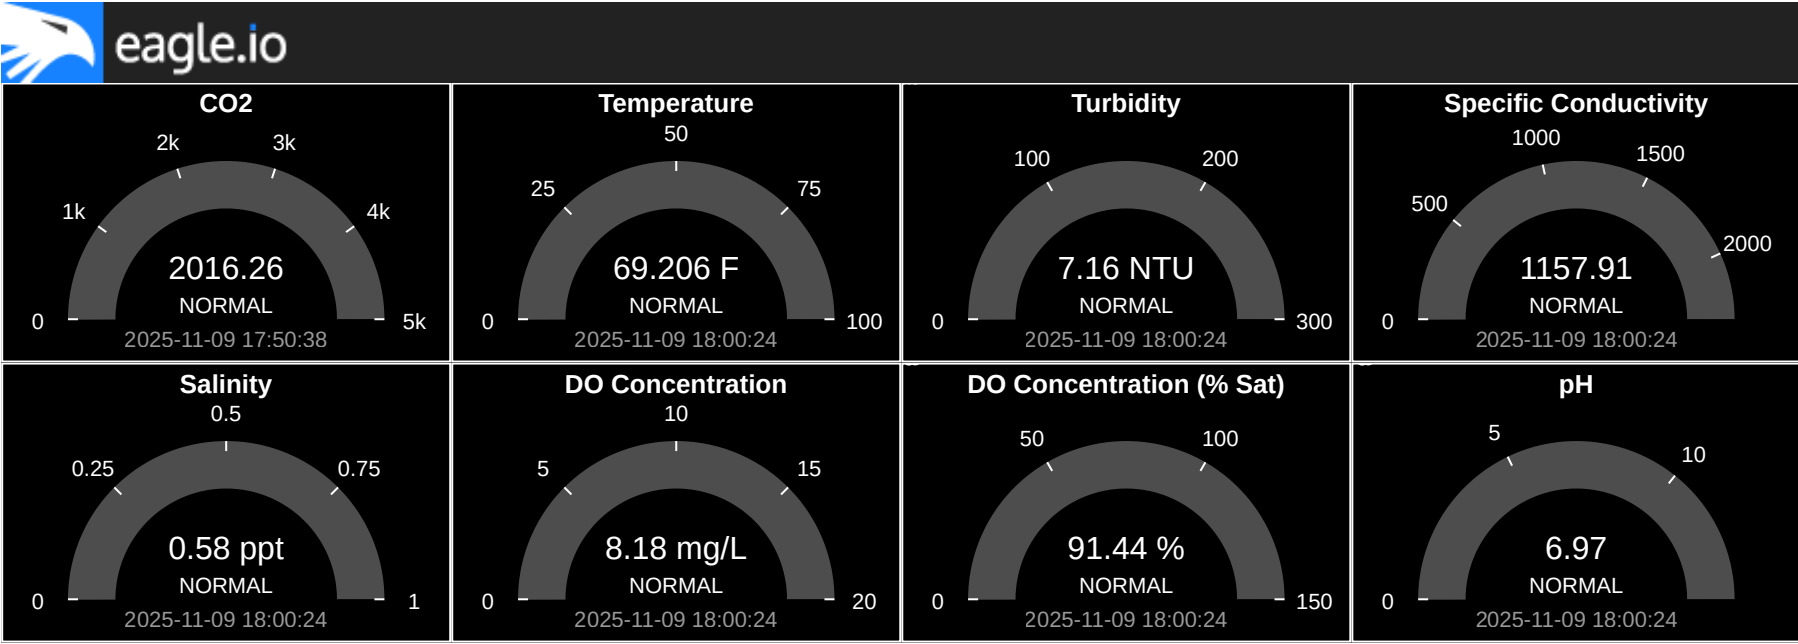 eagle.io
CO2
2k 3k
1k 4k
0 5k
2016.26
NORMAL
2025-11-09 17:50:38
Temperature
50
25 75
0 100
69.206 F
NORMAL
2025-11-09 18:00:24
Turbidity
100 200
0 300
7.16 NTU
NORMAL
2025-11-09 18:00:24
Specific Conductivity
1000 1500
500 2000
0
1157.91
NORMAL
2025-11-09 18:00:24
Salinity
0.5
0.25 0.75
0 1
0.58 ppt
NORMAL
2025-11-09 18:00:24
DO Concentration
10
5 15
0 20
8.18 mg/L
NORMAL
2025-11-09 18:00:24
DO Concentration (% Sat)
50 100
0 150
91.44 %
NORMAL
2025-11-09 18:00:24
pH
5 10
0
6.97
NORMAL
2025-11-09 18:00:24